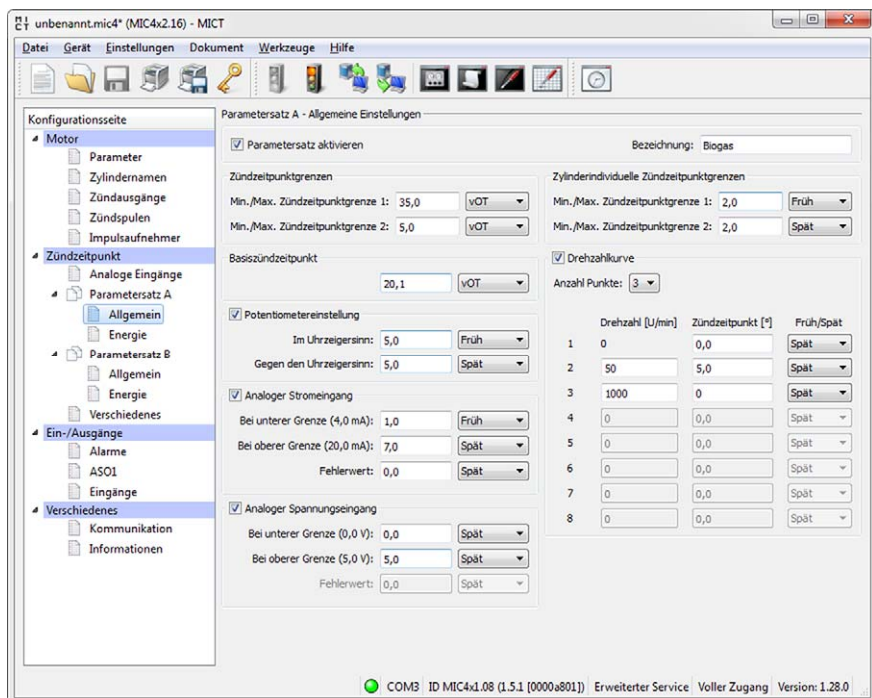 unbenannt.mic4* (MIC4x2.16) - MICT
Datei Gerät Einstellungen Dokument Werkzeuge Hilfe
Konfigurationsseite
Motor
Parameter
Zylindernamen
Zündausgänge
Zündspulen
Impulsaufnehmer
Zündzeitpunkt
Analoge Eingänge
Parametersatz A
Allgemein
Energie
Parametersatz B
Allgemein
Energie
Verschiedenes
Ein-/Ausgänge
Alarme
ASO1
Eingänge
Verschiedenes
Kommunikation
Informationen
Parametersatz A - Allgemeine Einstellungen
Parametersatz aktivieren
Bezeichnung: Biogas
Zündzeitpunktgrenzen
Min./Max. Zündzeitpunktgrenze 1: 35,0 vOT
Min./Max. Zündzeitpunktgrenze 2: 5,0 vOT
Zylinderindividuelle Zündzeitpunktgrenzen
Min./Max. Zündzeitpunktgrenze 1: 2,0 Früh
Min./Max. Zündzeitpunktgrenze 2: 2,0 Spät
Basiszündzeitpunkt
20,1 vOT
Potentiometereinstellung
Im Uhrzeigersinn: 5,0 Früh
Gegen den Uhrzeigersinn: 5,0 Spät
Analoger Stromeingang
Bei unterer Grenze (4,0 mA): 1,0 Früh
Bei oberer Grenze (20,0 mA): 7,0 Spät
Fehlerwert: 0,0 Spät
Analoger Spannungseingang
Bei unterer Grenze (0,0 V): 0,0 Spät
Bei oberer Grenze (5,0 V): 5,0 Spät
Fehlerwert: 0,0 Spät
Drehzahlkurve
Anzahl Punkte: 3
Drehzahl [U/min] Zündzeitpunkt [°] Früh/Spät
1 0 0,0 Spät
2 50 5,0 Spät
3 1000 0 Spät
4 0 0,0 Spät
5 0 0,0 Spät
6 0 0,0 Spät
7 0 0,0 Spät
8 0 0,0 Spät
COM3 ID MIC4x1.08 (1.5.1 [0000a801]) Erweiterter Service Voller Zugang Version: 1.28.0